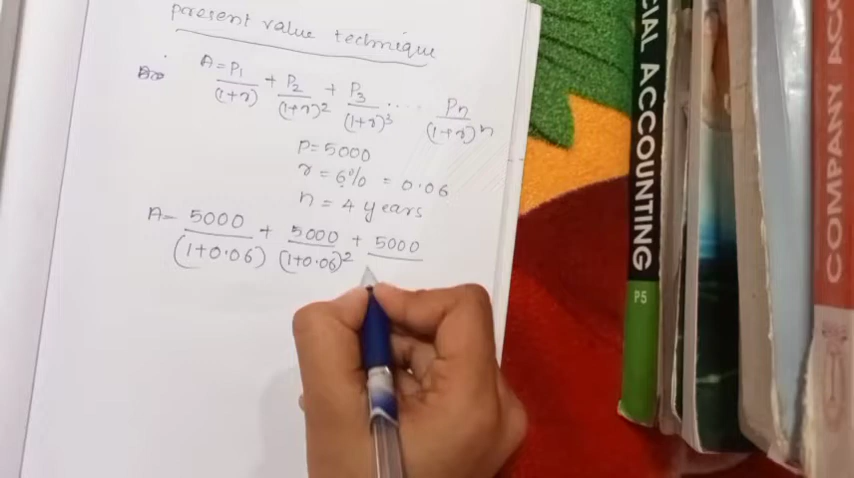 present value technique
A = P1/(1+r) + P2/(1+r)^2 + P3/(1+r)^3 .... Pn/(1+r)^n
P = 5000
r = 6% = 0.06
n = 4 years
A = 5000/(1+0.06) + 5000/(1+0.06)^2 + 5000
CIAL ACCOUNTING
P5
COMPANY ACC